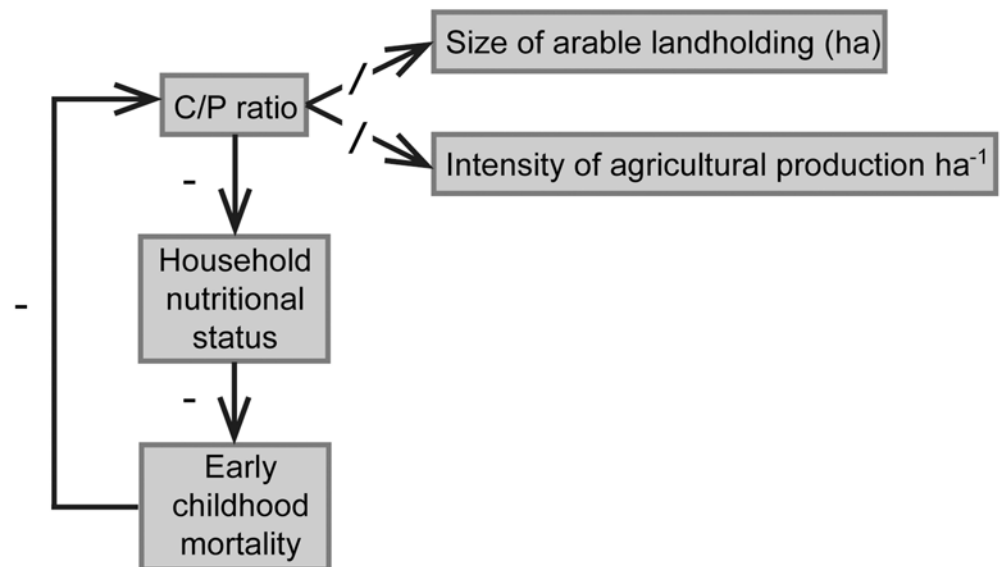 Size of arable landholding (ha)
/
C/P ratio
/
Intensity of agricultural production ha⁻¹
-
Household
nutritional
status
-
-
Early
childhood
mortality